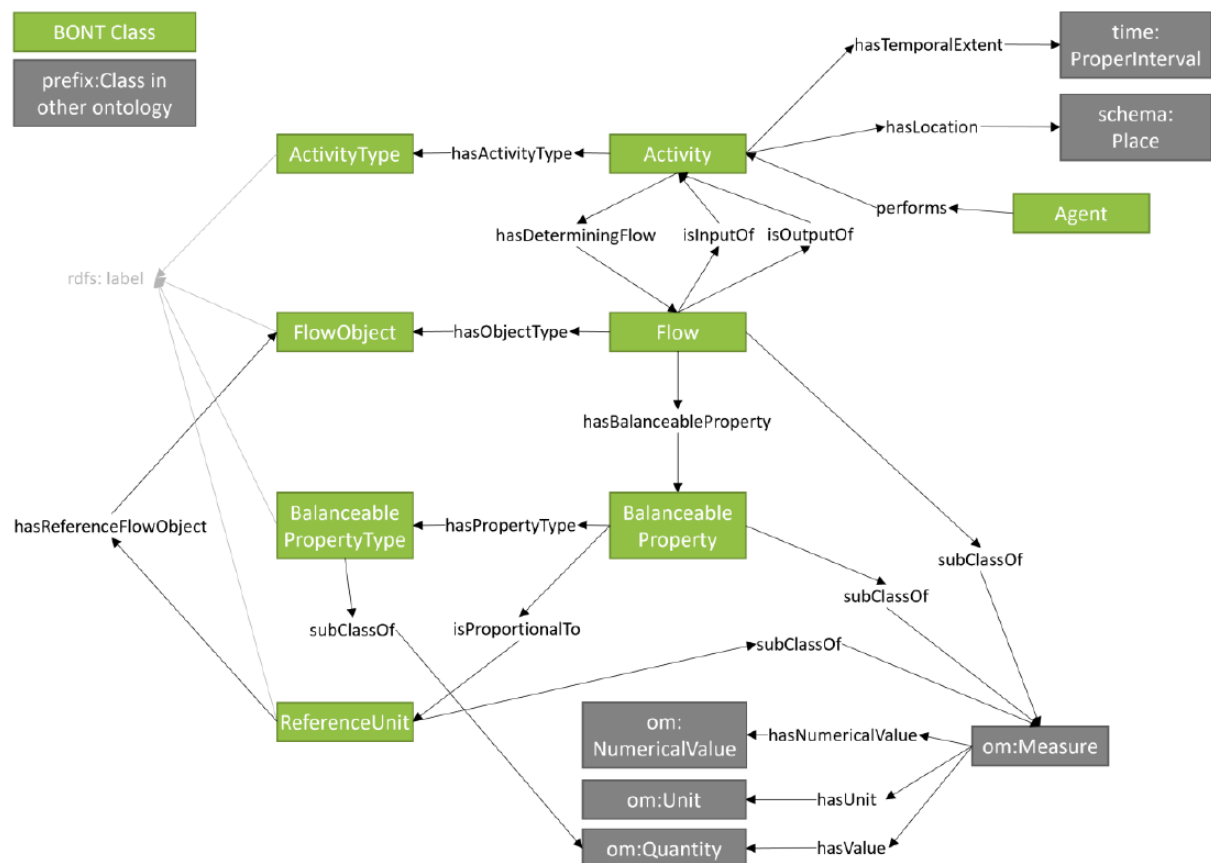 BONT Class
prefix:Class in
other ontology
hasTemporalExtent
time:
ProperInterval
hasLocation
schema:
Place
ActivityType
hasActivityType
Activity
performs
Agent
hasDeterminingFlow
isInputOf
isOutputOf
rdfs: label
FlowObject
hasObjectType
Flow
hasBalanceableProperty
hasReferenceFlowObject
Balanceable
PropertyType
hasPropertyType
Balanceable
Property
subClassOf
subClassOf
subClassOf
isProportionalTo
subClassOf
ReferenceUnit
om:
NumericalValue
hasNumericalValue
om:Measure
om:Unit
hasUnit
om:Quantity
hasValue